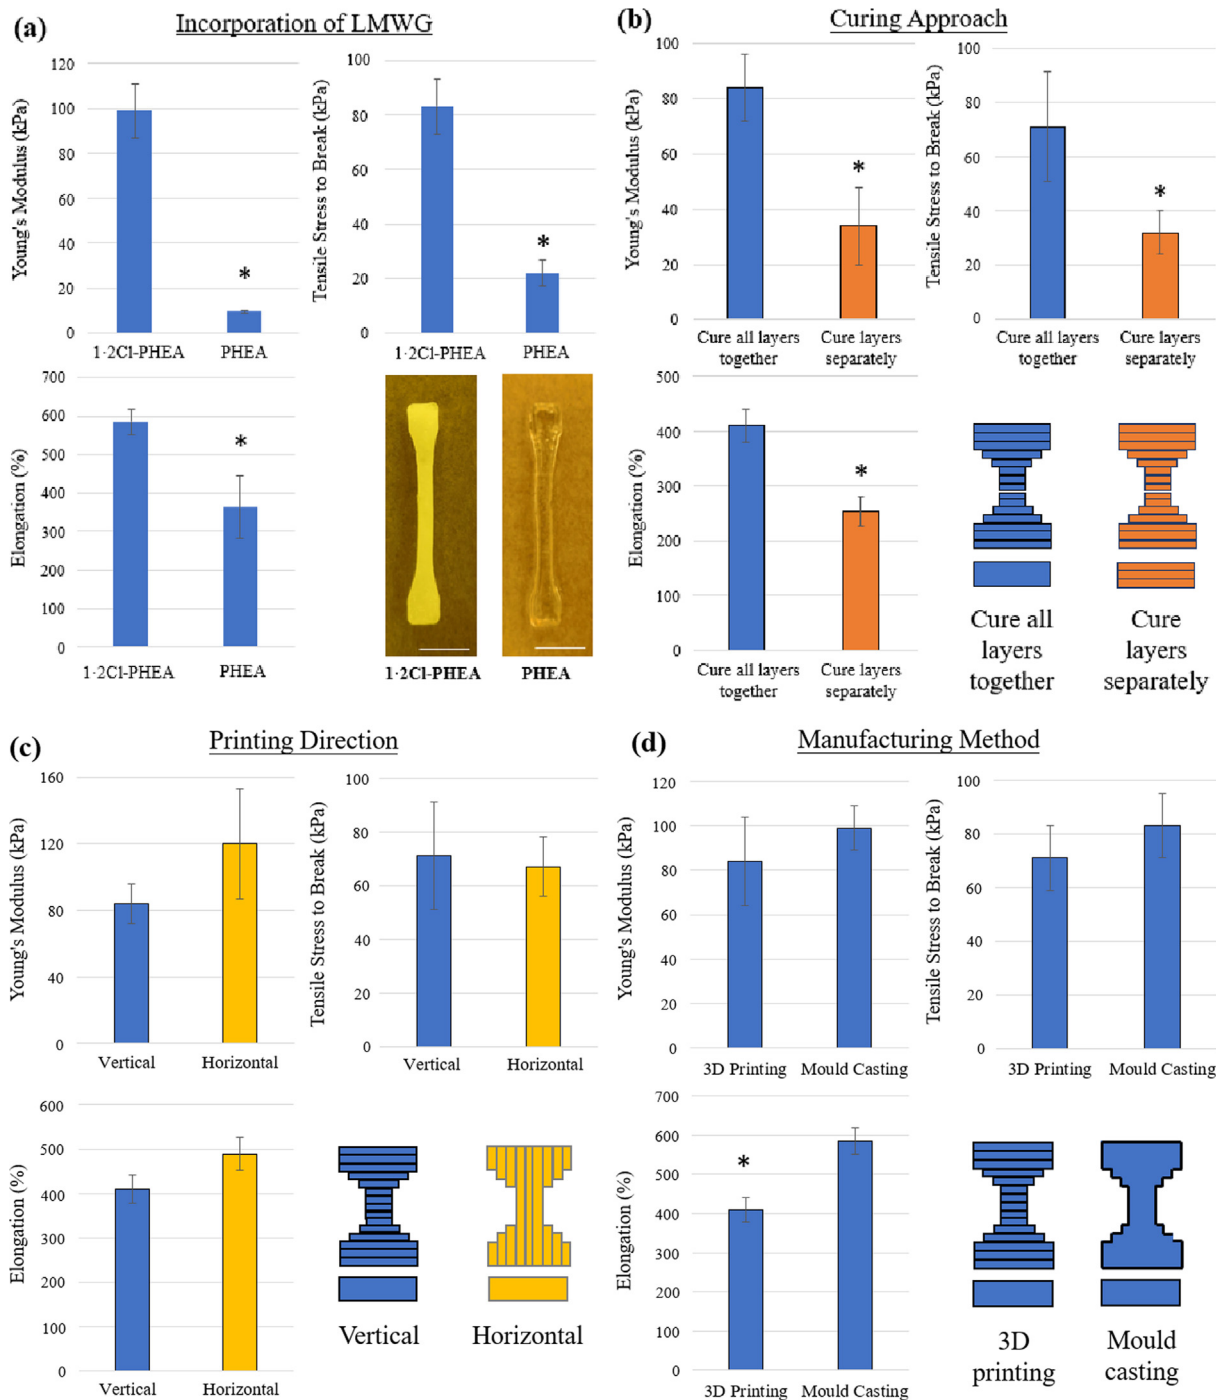 (a)
Incorporation of LMWG
Young's Modulus (kPa)
120
100
80
60
40
20
0
*
1·2Cl-PHEA
PHEA
Tensile Stress to Break (kPa)
100
80
60
40
20
0
*
1·2Cl-PHEA
PHEA
Elongation (%)
700
600
500
400
300
200
100
0
*
1·2Cl-PHEA
PHEA
1·2Cl-PHEA
PHEA
(b)
Curing Approach
Young's Modulus (kPa)
100
80
60
40
20
0
*
Cure all layers
together
Cure layers
separately
Tensile Stress to Break (kPa)
100
80
60
40
20
0
*
Cure all layers
together
Cure layers
separately
Elongation (%)
500
400
300
200
100
0
*
Cure all layers
together
Cure layers
separately
Cure all
layers
together
Cure
layers
separately
(c)
Printing Direction
Young's Modulus (kPa)
160
120
80
40
0
Vertical
Horizontal
Tensile Stress to Break (kPa)
100
80
60
40
20
0
Vertical
Horizontal
Elongation (%)
600
500
400
300
200
100
0
Vertical
Horizontal
Vertical
Horizontal
(d)
Manufacturing Method
Young's Modulus (kPa)
120
100
80
60
40
20
0
3D Printing
Mould Casting
Tensile Stress to Break (kPa)
100
80
60
40
20
0
3D Printing
Mould Casting
Elongation (%)
700
600
500
400
300
200
100
0
*
3D Printing
Mould Casting
3D
printing
Mould
casting